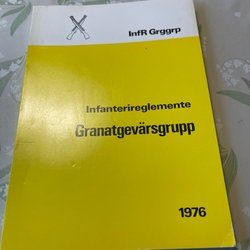 InfR Grggrp
Infanterireglemente
Granatgevärsgrupp
1976